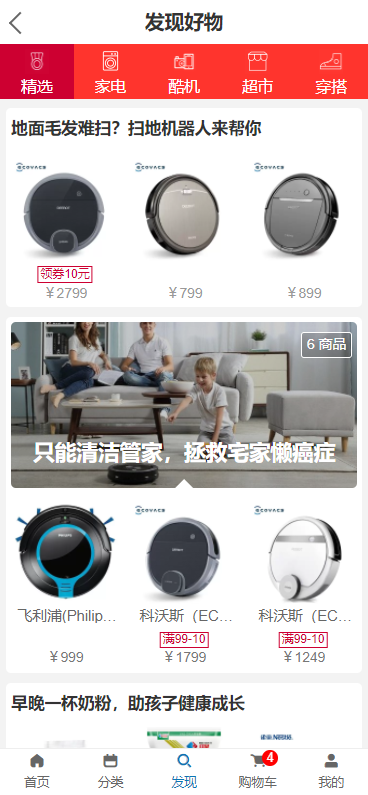 发现好物
精选 家电 酷机 超市 穿搭
地面毛发难扫？扫地机器人来帮你
ECOVACS ECOVACS ECOVACS
领券10元
￥2799 ￥799 ￥899
6 商品
只能清洁管家，拯救宅家懒癌症
ECOVACS ECOVACS
飞利浦(Philip... 科沃斯（EC... 科沃斯（EC...
满99-10 满99-10
￥999 ￥1799 ￥1249
早晚一杯奶粉，助孩子健康成长
4
首页 分类 发现 购物车 我的